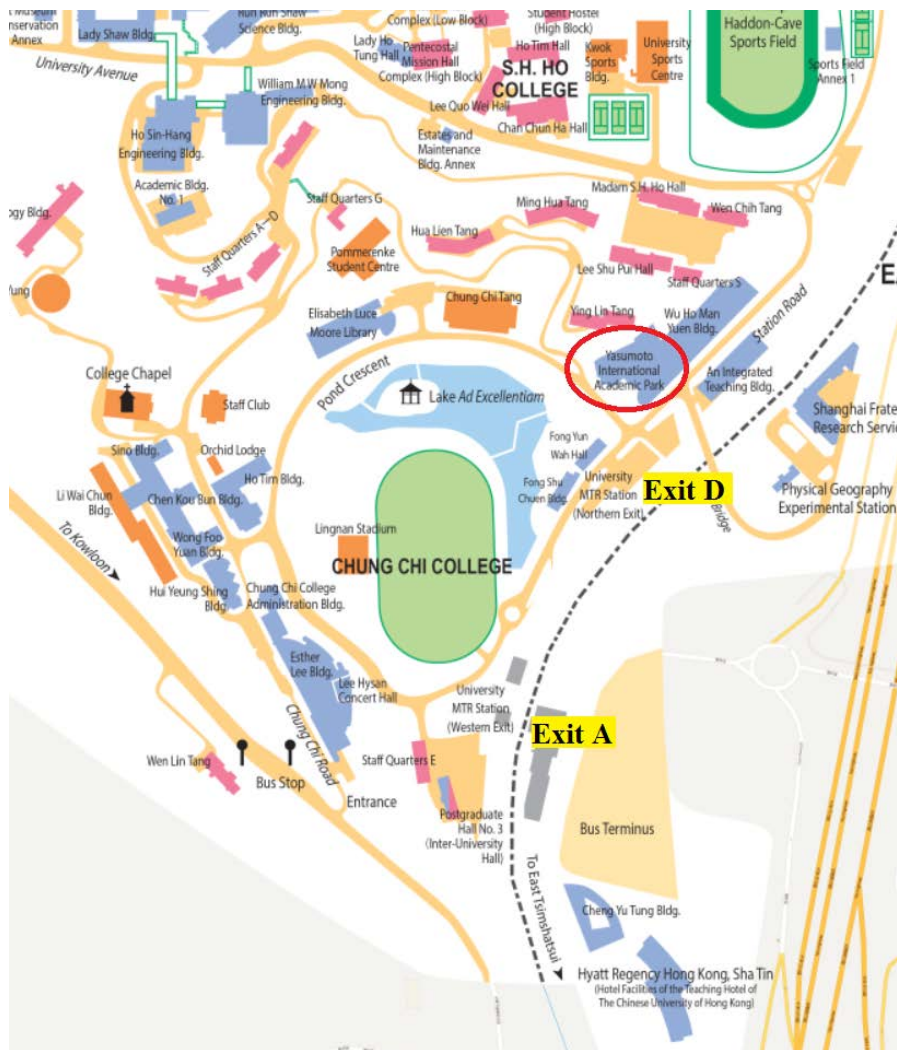 Conservation
Annex
Lady Shaw Bldg.
Run Run Shaw
Science Bldg.
University Avenue
Complex (Low Block)
Lady Ho
Tung Hall
Pentecostal
Mission Hall
Complex (High Block)
Student Hostel
(High Block)
Ho Tim Hall
S.H. HO
COLLEGE
Kwok
Sports
Bldg.
University
Sports
Centre
Haddon-Cave
Sports Field
Sports Field
Annex 1
William M.W Mong
Engineering Bldg.
Lee Quo Wei Hall
Chan Chun Ha Hall
Ho Sin-Hang
Engineering Bldg.
Estates and
Maintenance
Bldg. Annex
Academic Bldg.
No. 1
Staff Quarters G
Madam S.H. Ho Hall
Ming Hua Tang
Wen Chih Tang
ogy Bldg.
Staff Quarters A—D
Hua Lien Tang
Pommerenke
Student Centre
Lee Shu Pui Hall
Staff Quarters S
Chung Chi Tang
Elisabeth Luce
Moore Library
Ying Lin Tang
Wu Ho Man
Yuen Bldg.
Station Road
Yasumoto
International
Academic Park
An Integrated
Teaching Bldg.
College Chapel
Pond Crescent
Lake Ad Excellentiam
Staff Club
Shanghai Frate
Research Servic
Sino Bldg.
Orchid Lodge
Fong Yun
Wah Hall
Ho Tim Bldg.
Li Wai Chun
Bldg.
Chen Kou Bun Bldg.
Fong Shu
Chuen Bldg.
University
MTR Station
(Northern Exit)
Exit D
Bridge
Physical Geography
Experimental Station
To Kowloon
Wong Foo
Yuan Bldg.
Lingnan Stadium
CHUNG CHI COLLEGE
Hui Yeung Shing
Bldg.
Chung Chi College
Administration Bldg.
Esther
Lee Bldg.
Lee Hysan
Concert Hall
University
MTR Station
(Western Exit)
Exit A
Chung Chi Road
Wen Lin Tang
Bus Stop
Staff Quarters E
Entrance
Postgraduate
Hall No. 3
(Inter-University
Hall)
Bus Terminus
To East Tsimshatsui
Cheng Yu Tung Bldg.
Hyatt Regency Hong Kong, Sha Tin
(Hotel Facilities of the Teaching Hotel of
The Chinese University of Hong Kong)